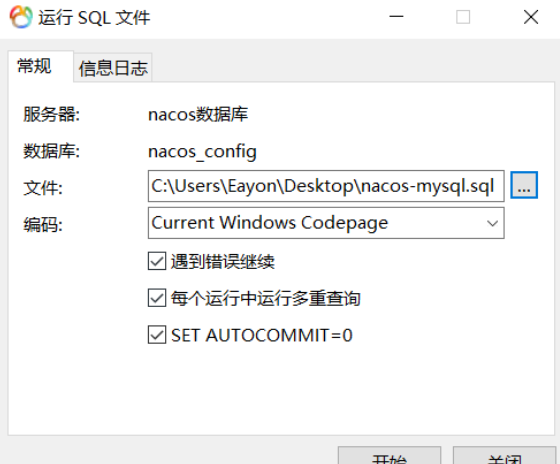 运行 SQL 文件
常规 信息日志
服务器: nacos数据库
数据库: nacos_config
文件: C:\Users\Eayon\Desktop\nacos-mysql.sql ...
编码: Current Windows Codepage
遇到错误继续
每个运行中运行多重查询
SET AUTOCOMMIT=0
开始 关闭